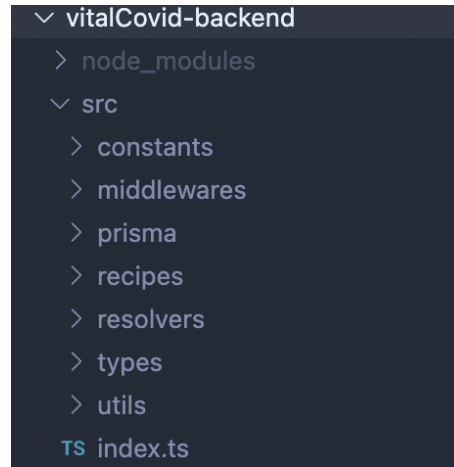 vitalCovid-backend
node_modules
src
constants
middlewares
prisma
recipes
resolvers
types
utils
TS index.ts